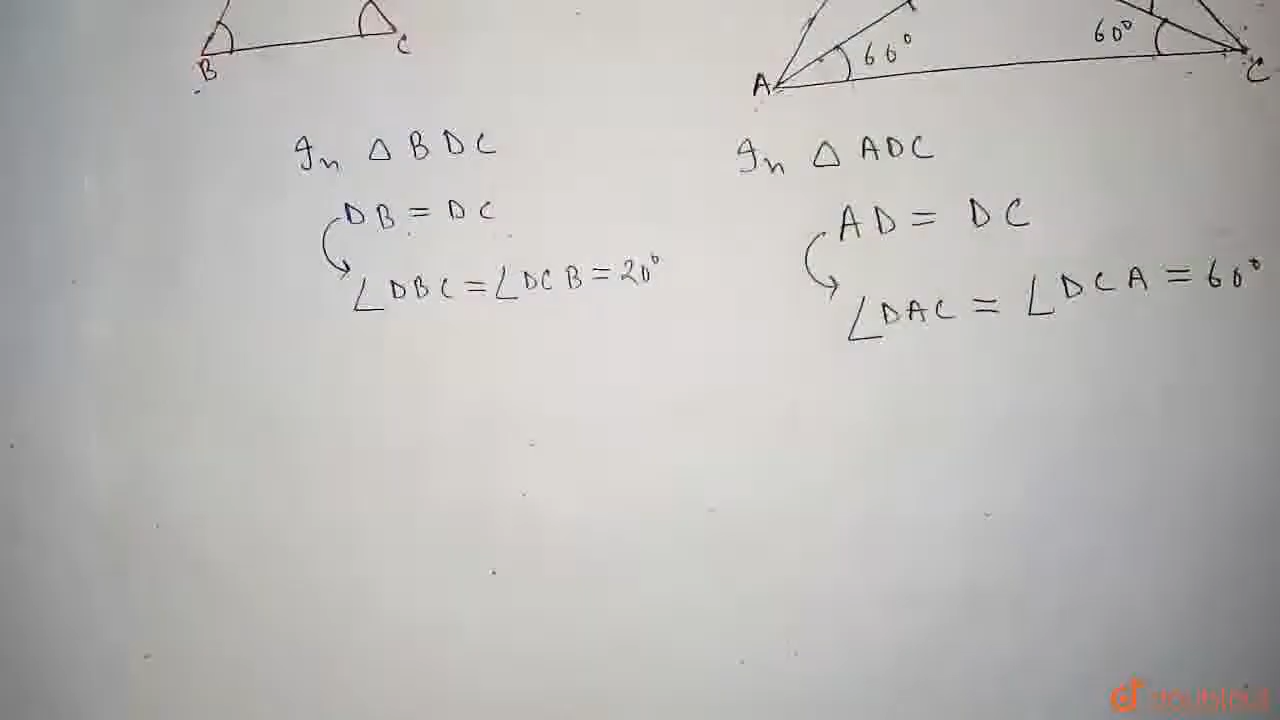 B
C
A
60°
60°
C
In △ BDC
DB = DC
∠DBC = ∠DCB = 20°
In △ ADC
AD = DC
∠DAC = ∠DCA = 60°
doubtnut